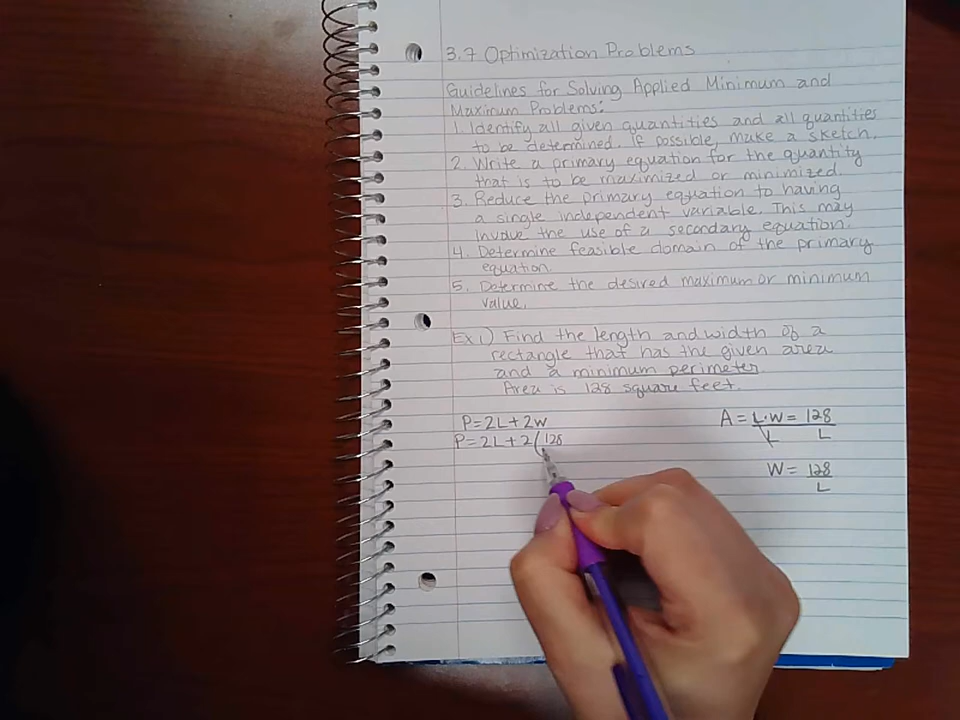 3.7 Optimization Problems
Guidelines for Solving Applied Minimum and
Maximum Problems:
1. Identify all given quantities and all quantities
to be determined. If possible, make a sketch.
2. Write a primary equation for the quantity
that is to be maximized or minimized.
3. Reduce the primary equation to having
a single independent variable. This may
involve the use of a secondary equation.
4. Determine feasible domain of the primary
equation.
5. Determine the desired maximum or minimum
value.
Ex 1) Find the length and width of a
rectangle that has the given area
and a minimum perimeter.
Area is 128 square feet.
P = 2L + 2W
P = 2L + 2(128
A = L·W = 128
L L
W = 128
L